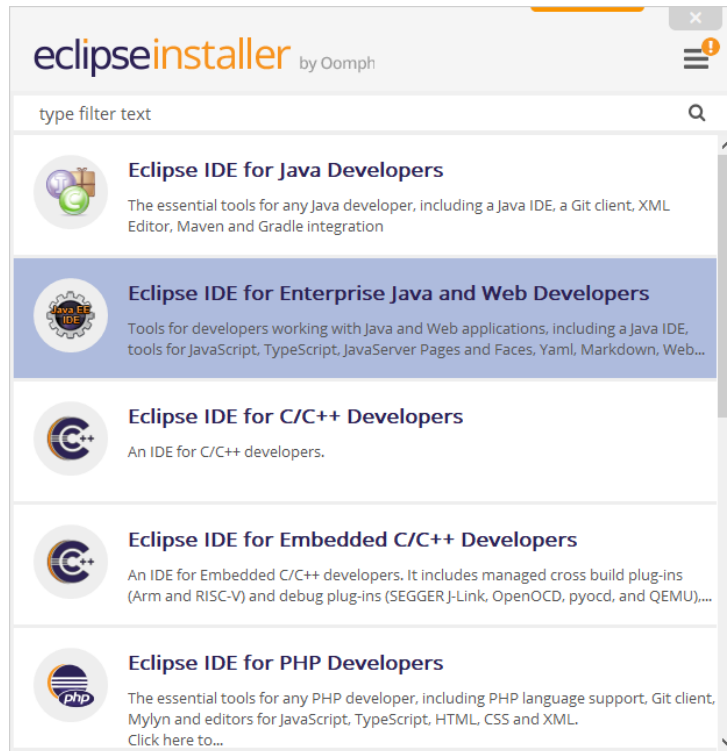 eclipseinstaller by Oomph
!
type filter text
Eclipse IDE for Java Developers
The essential tools for any Java developer, including a Java IDE, a Git client, XML
Editor, Maven and Gradle integration
Java EE
IDE
Eclipse IDE for Enterprise Java and Web Developers
Tools for developers working with Java and Web applications, including a Java IDE,
tools for JavaScript, TypeScript, JavaServer Pages and Faces, Yaml, Markdown, Web...
C++
Eclipse IDE for C/C++ Developers
An IDE for C/C++ developers.
C++
Eclipse IDE for Embedded C/C++ Developers
An IDE for Embedded C/C++ developers. It includes managed cross build plug-ins
(Arm and RISC-V) and debug plug-ins (SEGGER J-Link, OpenOCD, pyocd, and QEMU),...
php
Eclipse IDE for PHP Developers
The essential tools for any PHP developer, including PHP language support, Git client,
Mylyn and editors for JavaScript, TypeScript, HTML, CSS and XML.
Click here to...